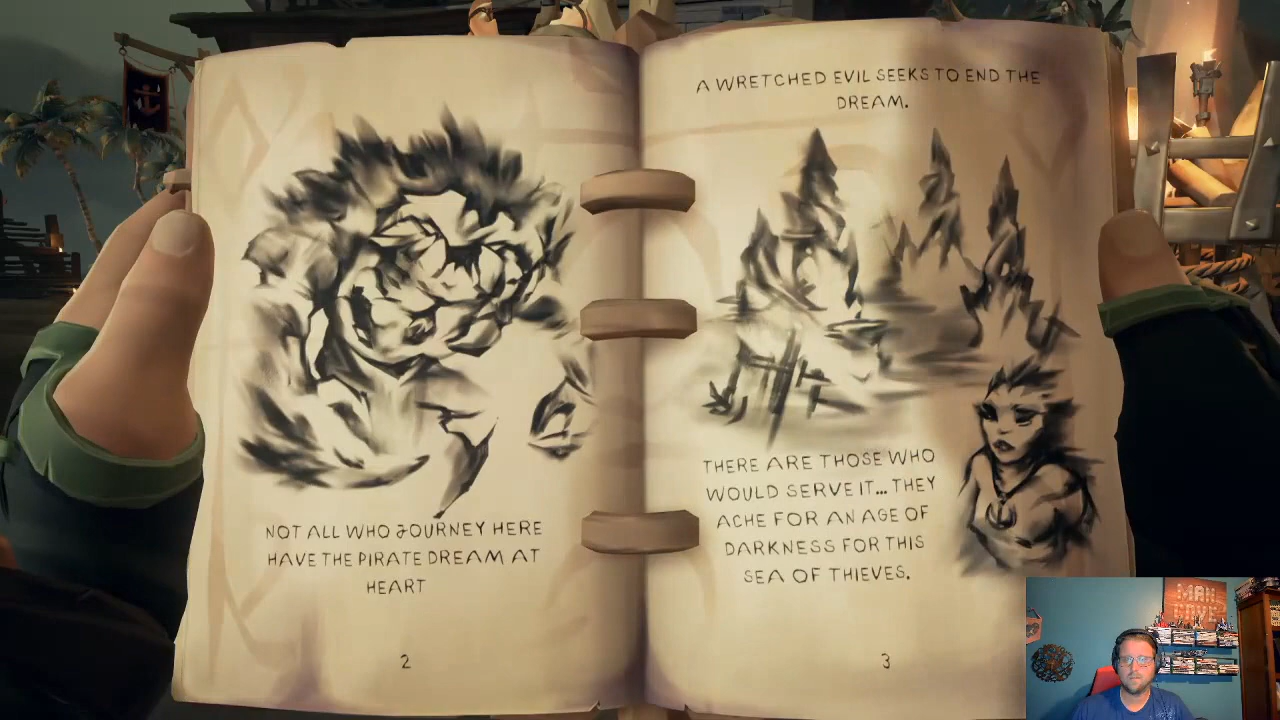 NOT ALL WHO JOURNEY HERE
HAVE THE PIRATE DREAM AT
HEART
2
A WRETCHED EVIL SEEKS TO END THE
DREAM.
THERE ARE THOSE WHO
WOULD SERVE IT... THEY
ACHE FOR AN AGE OF
DARKNESS FOR THIS
SEA OF THIEVES.
3
MAN
CAVE